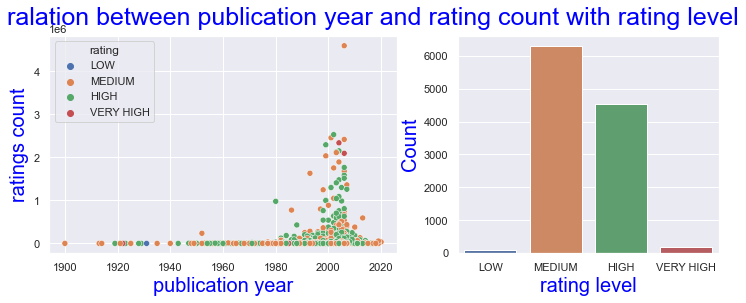 ralation between publication year and rating count with rating level
1e6
rating
LOW
MEDIUM
HIGH
VERY HIGH
4
3
2
1
0
ratings count
1900 1920 1940 1960 1980 2000 2020
publication year
6000
5000
4000
3000
2000
1000
0
Count
LOW MEDIUM HIGH VERY HIGH
rating level